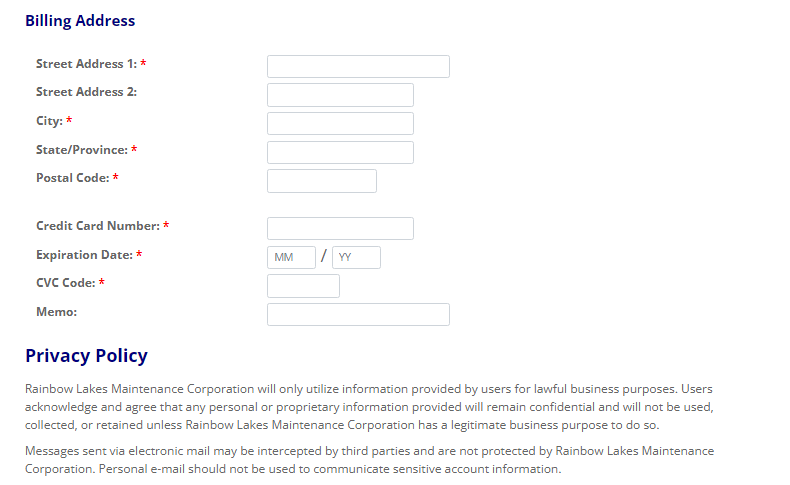 Billing Address
Street Address 1: *
Street Address 2:
City: *
State/Province: *
Postal Code: *
Credit Card Number: *
Expiration Date: * MM / YY
CVC Code: *
Memo:
Privacy Policy
Rainbow Lakes Maintenance Corporation will only utilize information provided by users for lawful business purposes. Users
acknowledge and agree that any personal or proprietary information provided will remain confidential and will not be used,
collected, or retained unless Rainbow Lakes Maintenance Corporation has a legitimate business purpose to do so.
Messages sent via electronic mail may be intercepted by third parties and are not protected by Rainbow Lakes Maintenance
Corporation. Personal e-mail should not be used to communicate sensitive account information.